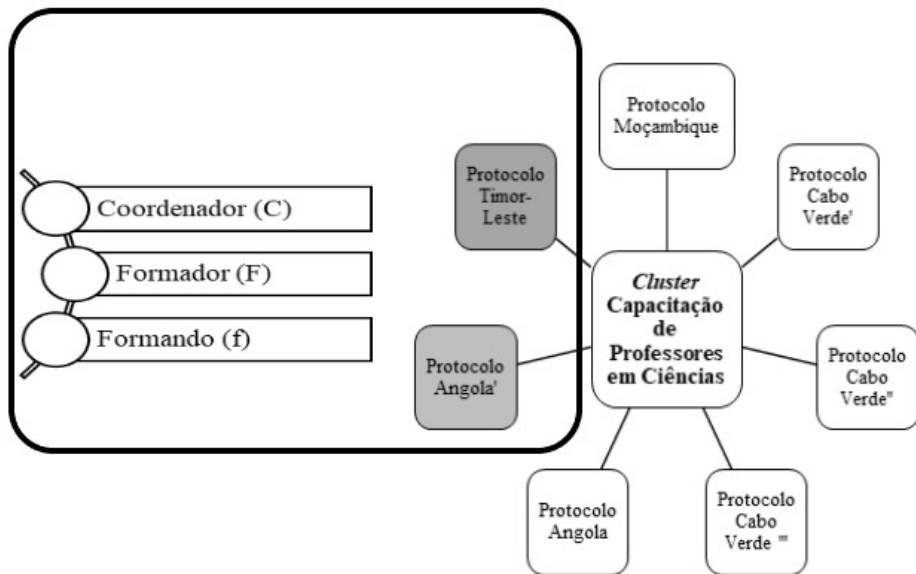 Coordenador (C)
Formador (F)
Formando (f)
Protocolo
Timor-
Leste
Protocolo
Angola'
Protocolo
Moçambique
Protocolo
Cabo
Verde'
Cluster
Capacitação
de
Professores
em Ciências
Protocolo
Cabo
Verde"
Protocolo
Angola
Protocolo
Cabo
Verde '"